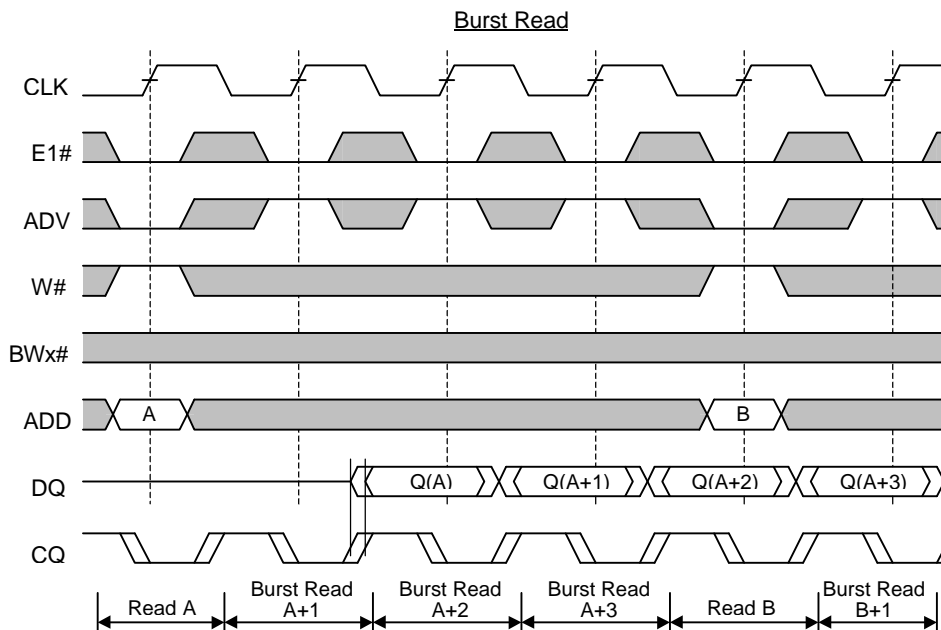 Burst Read
CLK
E1#
ADV
W#
BWx#
ADD
A
B
DQ
Q(A)
Q(A+1)
Q(A+2)
Q(A+3)
CQ
Read A
Burst Read
A+1
Burst Read
A+2
Burst Read
A+3
Read B
Burst Read
B+1